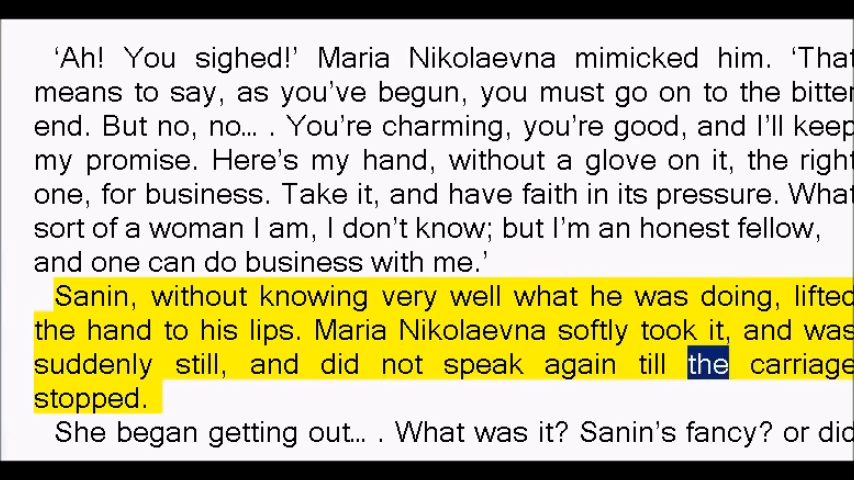 ‘Ah! You sighed!’ Maria Nikolaevna mimicked him. ‘That
means to say, as you’ve begun, you must go on to the bitter
end. But no, no… . You’re charming, you’re good, and I’ll keep
my promise. Here’s my hand, without a glove on it, the right
one, for business. Take it, and have faith in its pressure. What
sort of a woman I am, I don’t know; but I’m an honest fellow,
and one can do business with me.’
Sanin, without knowing very well what he was doing, lifted
the hand to his lips. Maria Nikolaevna softly took it, and was
suddenly still, and did not speak again till the carriage
stopped.
She began getting out… . What was it? Sanin’s fancy? or did